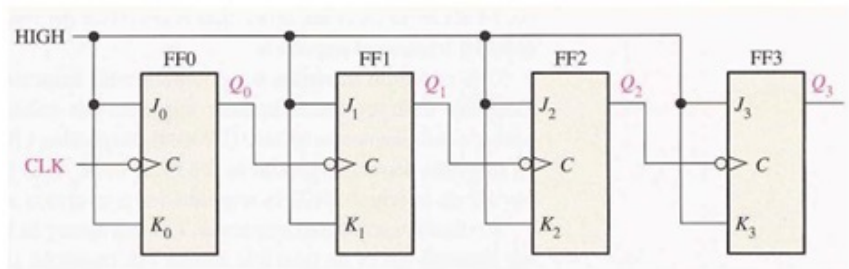 HIGH
FF0 FF1 FF2 FF3
Q0 Q1 Q2 Q3
J0 J1 J2 J3
CLK C C C C
K0 K1 K2 K3